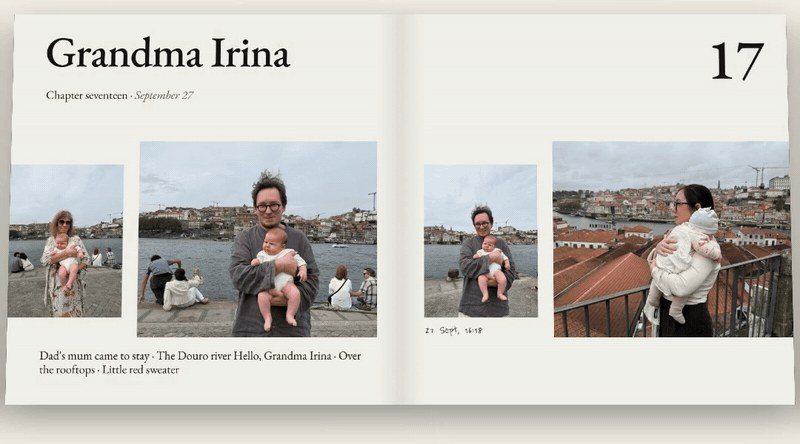 Grandma Irina
Chapter seventeen · September 27
17
27 Sept, 16:18
Dad's mum came to stay · The Douro river Hello, Grandma Irina · Over
the rooftops · Little red sweater